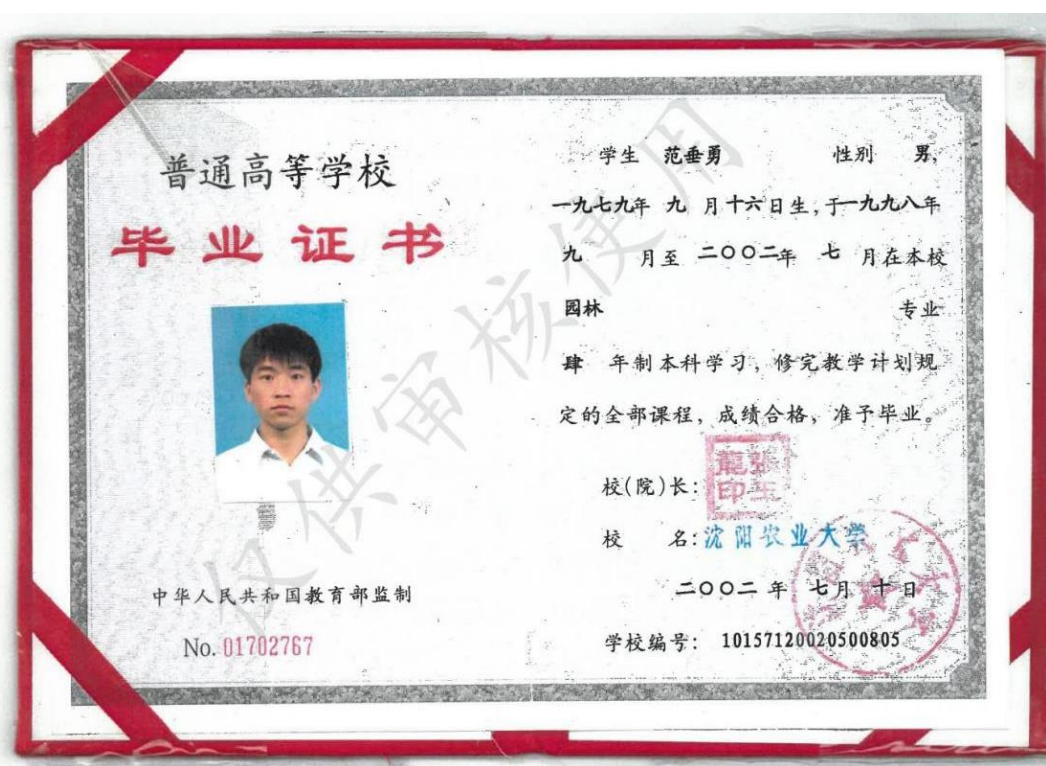 普通高等学校
毕业证书
中华人民共和国教育部监制
No. 01702767
学生 范垂勇 性别 男,
一九七九年 九 月十六日生,于一九九八年
九 月至 二〇〇二年 七 月在本校
园林 专业
肆 年制本科学习, 修完教学计划规
定的全部课程, 成绩合格, 准予毕业。
校(院)长:
校 名:沈阳农业大学
二〇〇二 年 七月 十 日
学校编号: 10157120020500805
仅供审核使用